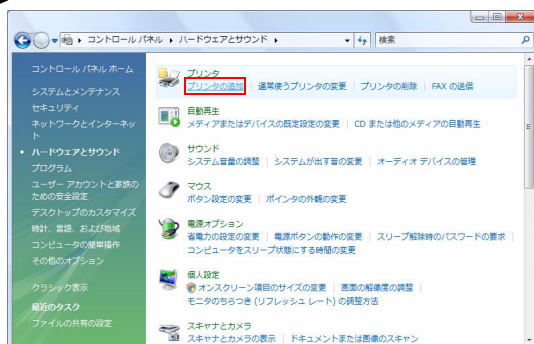 コントロール パネル ▸ ハードウェアとサウンド ▸
検索
コントロール パネル ホーム
システムとメンテナンス
セキュリティ
ネットワークとインターネッ
ト
• ハードウェアとサウンド
プログラム
ユーザー アカウントと家族の
ための安全設定
デスクトップのカスタマイズ
時計、言語、および地域
コンピュータの簡単操作
その他のオプション
クラシック表示
最近のタスク
ファイルの共有の設定
プリンタ
プリンタの追加 | 通常使うプリンタの変更 | プリンタの削除 | FAX の送信
自動再生
メディアまたはデバイスの既定設定の変更 | CD または他のメディアの自動再生
サウンド
システム音量の調整 | システムが出す音の変更 | オーディオ デバイスの管理
マウス
ボタン設定の変更 | ポインタの外観の変更
電源オプション
省電力の設定の変更 | 電源ボタンの動作の変更 | スリープ解除時のパスワードの要求 |
コンピュータをスリープ状態にする時間の変更
個人設定
オンスクリーン項目のサイズの変更 | 画面の解像度の調整 |
モニタのちらつき (リフレッシュ レート) の調整方法
スキャナとカメラ
スキャナとカメラの表示 | ドキュメントまたは画像のスキャン